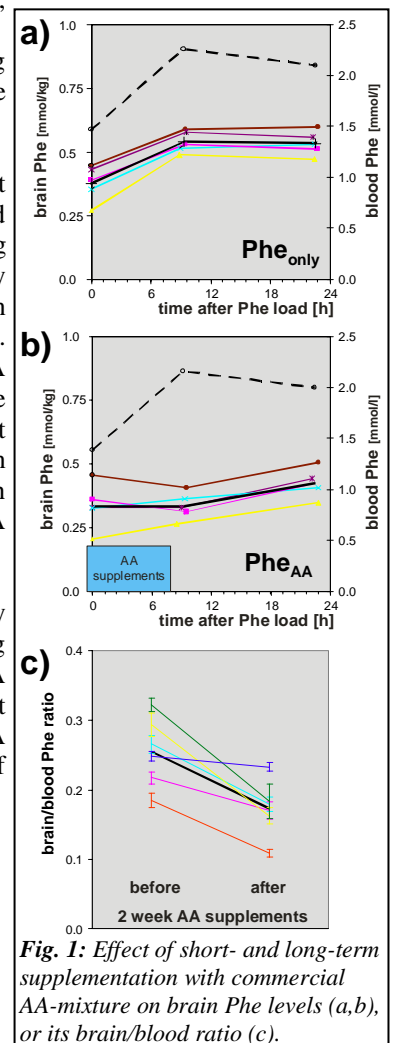 a)
1.0
0.75
0.5
0.25
0.0
brain Phe [mmol/kg]
2.5
2.0
1.5
1.0
0.5
0.0
blood Phe [mmol/l]
Phe only
0 6 12 18 24
time after Phe load [h]
b)
1.0
0.75
0.5
0.25
0.0
brain Phe [mmol/kg]
2.5
2.0
1.5
1.0
0.5
0.0
blood Phe [mmol/l]
AA
supplements
Phe AA
0 6 12 18 24
time after Phe load [h]
c)
0.4
0.3
0.2
0.1
0.0
brain/blood Phe ratio
before after
2 week AA supplements
Fig. 1: Effect of short- and long-term
supplementation with commercial
AA-mixture on brain Phe levels (a,b),
or its brain/blood ratio (c).